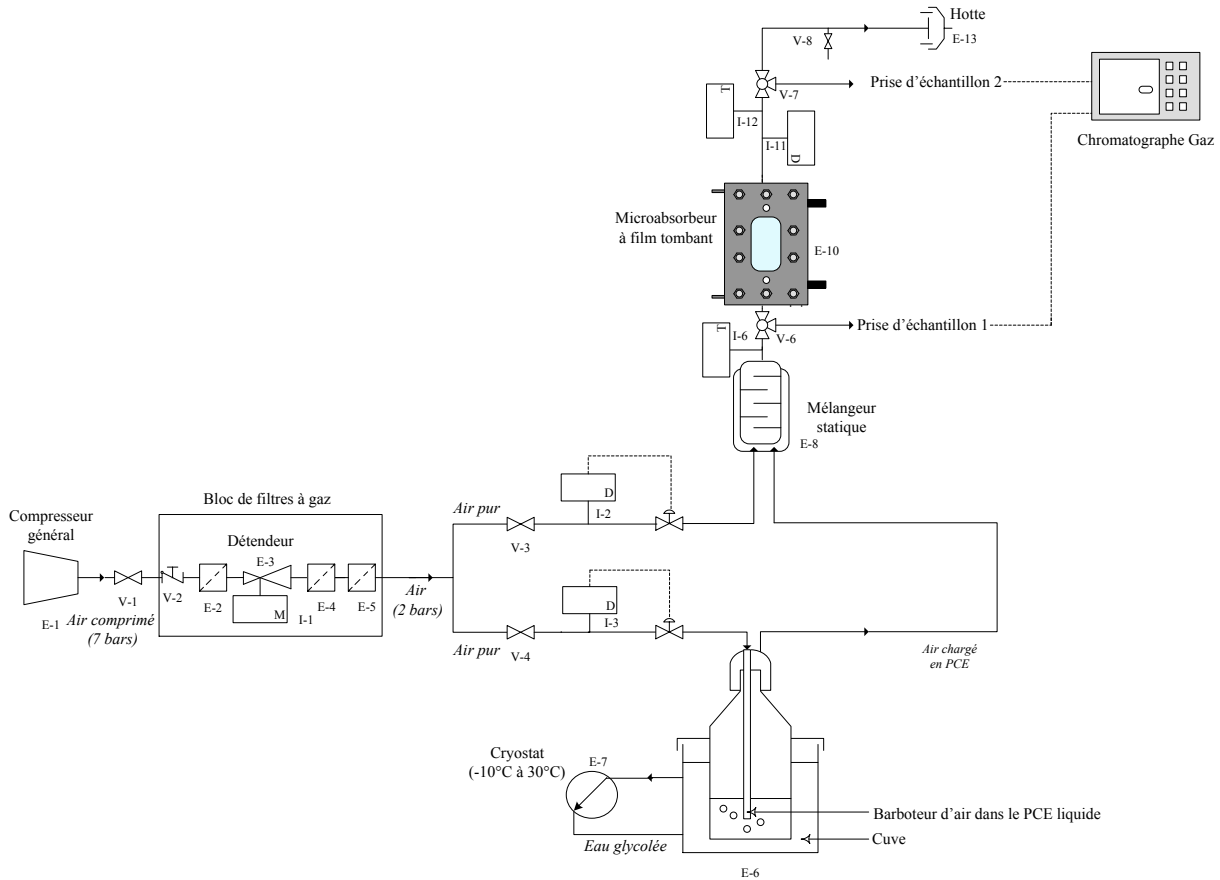 Hotte
E-13
V-8
Prise d'échantillon 2
V-7
T
I-12
I-11
D
Chromatographe Gaz
Microabsorbeur
à film tombant
E-10
Prise d'échantillon 1
T
I-6
V-6
Mélangeur
statique
E-8
Bloc de filtres à gaz
Compresseur
général
Détendeur
E-3
Air pur
D
I-2
V-3
E-1
V-1
V-2
Air comprimé
(7 bars)
E-2
M
I-1
E-4
E-5
Air
(2 bars)
D
I-3
Air pur
V-4
Air chargé
en PCE
Cryostat
(-10°C à 30°C)
E-7
Eau glycolée
Barboteur d'air dans le PCE liquide
Cuve
E-6